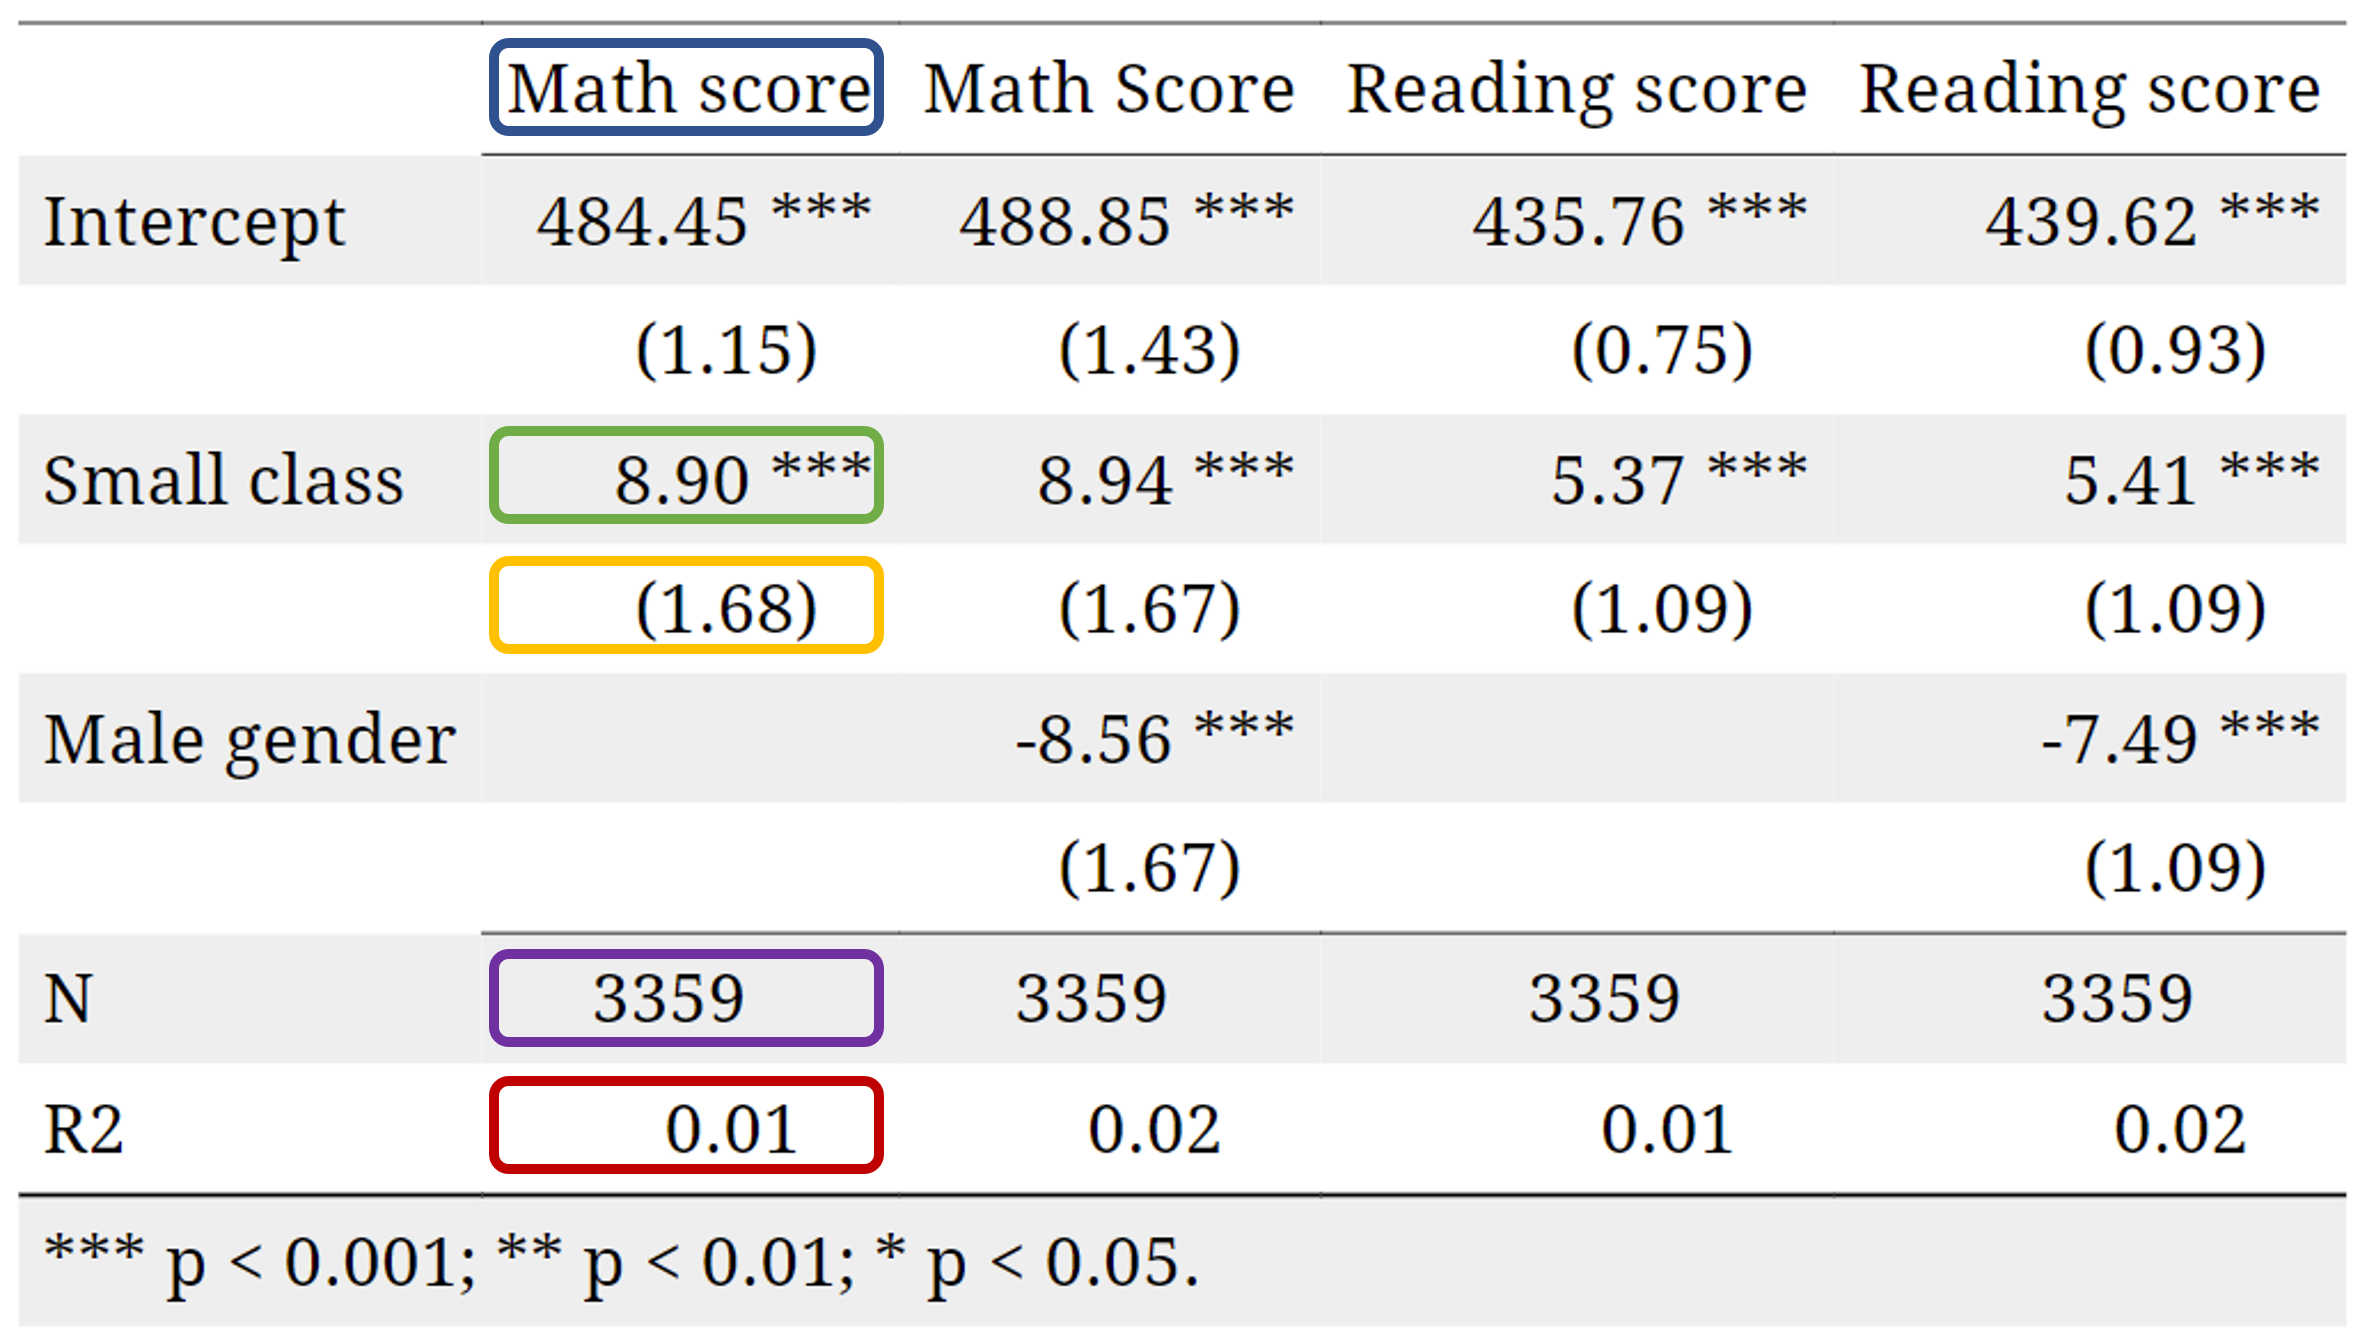 Math score Math Score Reading score Reading score
Intercept 484.45 *** 488.85 *** 435.76 *** 439.62 ***
(1.15) (1.43) (0.75) (0.93)
Small class 8.90 *** 8.94 *** 5.37 *** 5.41 ***
(1.68) (1.67) (1.09) (1.09)
Male gender -8.56 *** -7.49 ***
(1.67) (1.09)
N 3359 3359 3359 3359
R2 0.01 0.02 0.01 0.02
*** p < 0.001; ** p < 0.01; * p < 0.05.